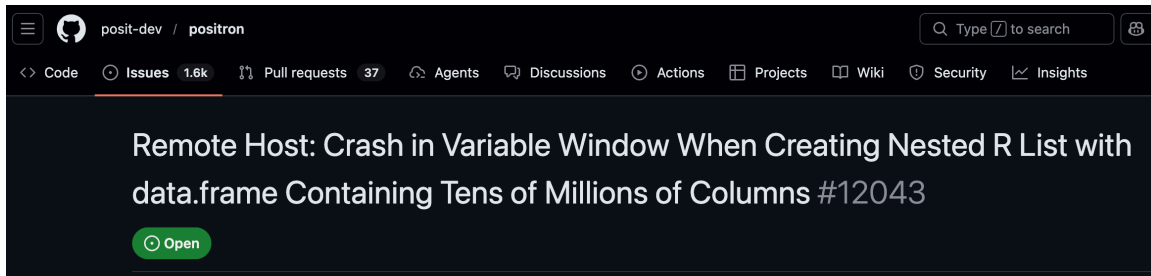 posit-dev / positron
Type / to search
<> Code Issues 1.6k Pull requests 37 Agents Discussions Actions Projects Wiki Security Insights
Remote Host: Crash in Variable Window When Creating Nested R List with
data.frame Containing Tens of Millions of Columns #12043
Open